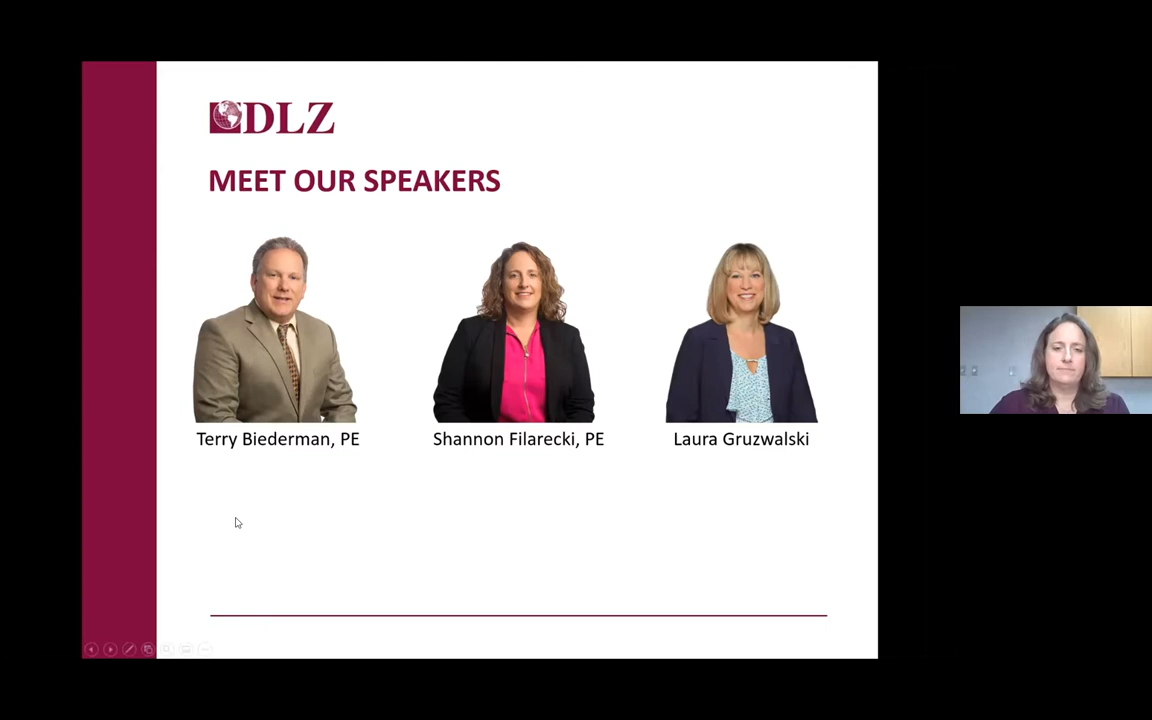 DLZ
MEET OUR SPEAKERS
Terry Biederman, PE
Shannon Filarecki, PE
Laura Gruzwalski